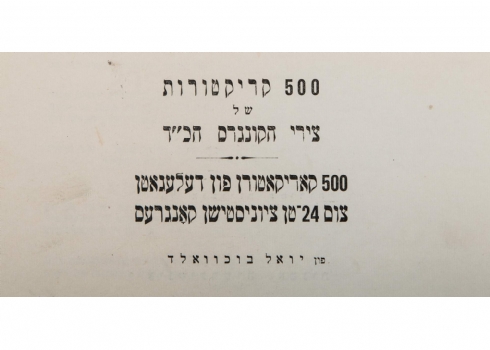 500 קריקטורות
של
צירי הקונגרס הכ״ד
500 קאריקאטורן פון דעלעגאטן
צום 24־טן ציוניסטישן קאנגרעס
פון יואל בוכוואלד